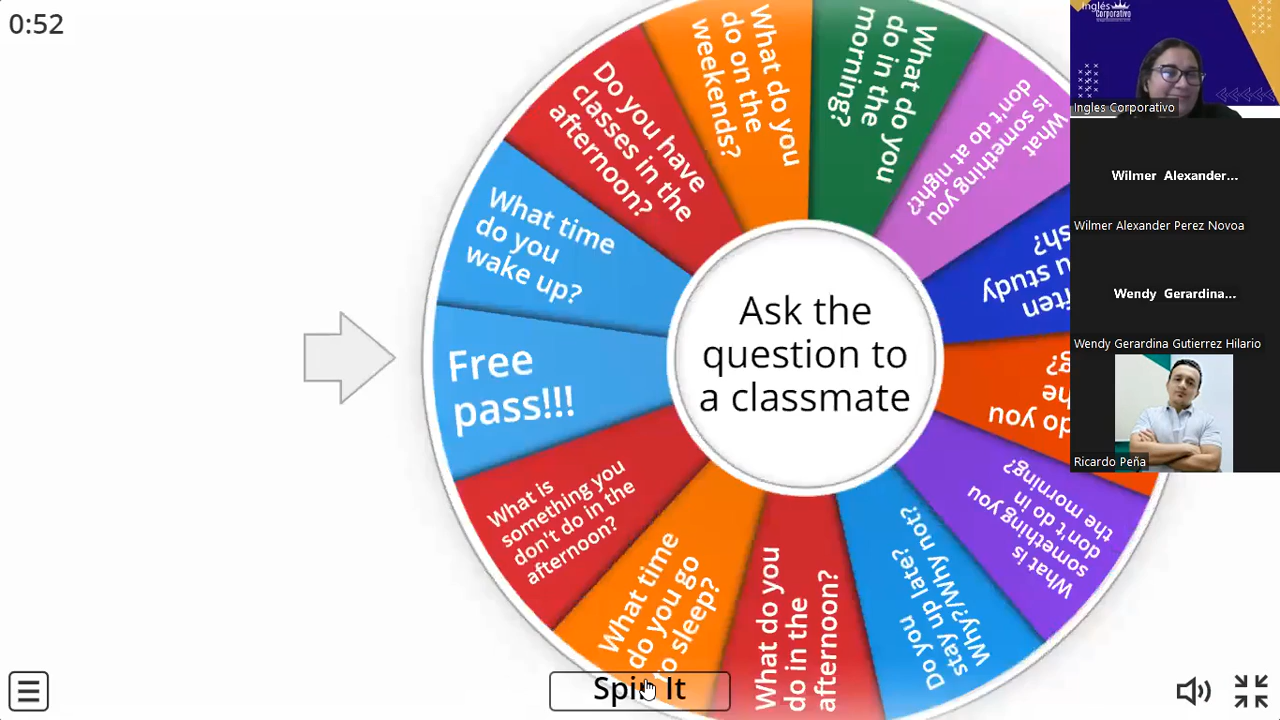 0:52
What do you
do on the
weekends?
What do you
do in the
morning?
What
is something you
don't do at night?
u study
do you
What is
something you
don't do in
the morning?
Do you
stay up late?
Why?/Why not?
What do you
do in the
afternoon?
What time
do you go
to sleep?
What is
something you
don't do in the
afternoon?
Free
pass!!!
What time
do you
wake up?
Do you have
classes in the
afternoon?
Ask the
question to
a classmate
Spin It
Inglés
Corporativo
Ingles Corporativo
Wilmer Alexander...
Wilmer Alexander Perez Novoa
Wendy Gerardina...
Wendy Gerardina Gutierrez Hilario
Ricardo Peña